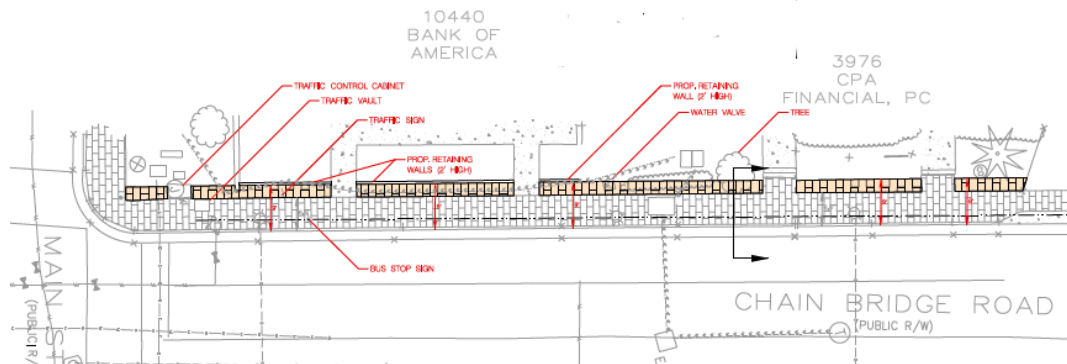 10440
BANK OF
AMERICA
3976
CPA
FINANCIAL, PC
TRAFFIC CONTROL CABINET
TRAFFIC VAULT
TRAFFIC SIGN
PROP. RETAINING
WALLS (2' HIGH)
PROP. RETAINING
WALL (2' HIGH)
WATER VALVE
TREE
BUS STOP SIGN
MAIN S
(PUBLIC R/
CHAIN BRIDGE ROAD
(PUBLIC R/W)
T
E